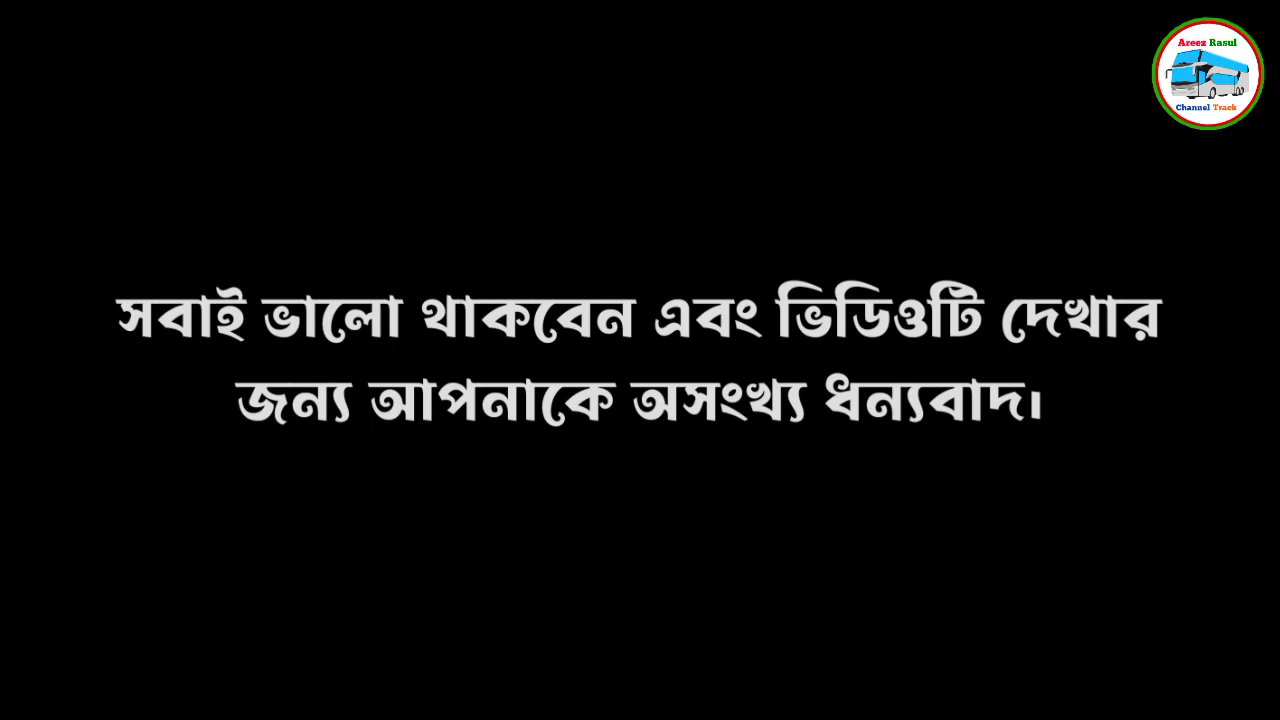 Areez Rasul
Channel Track
সবাই ভালো থাকবেন এবং ভিডিওটি দেখার
জন্য আপনাকে অসংখ্য ধন্যবাদ।